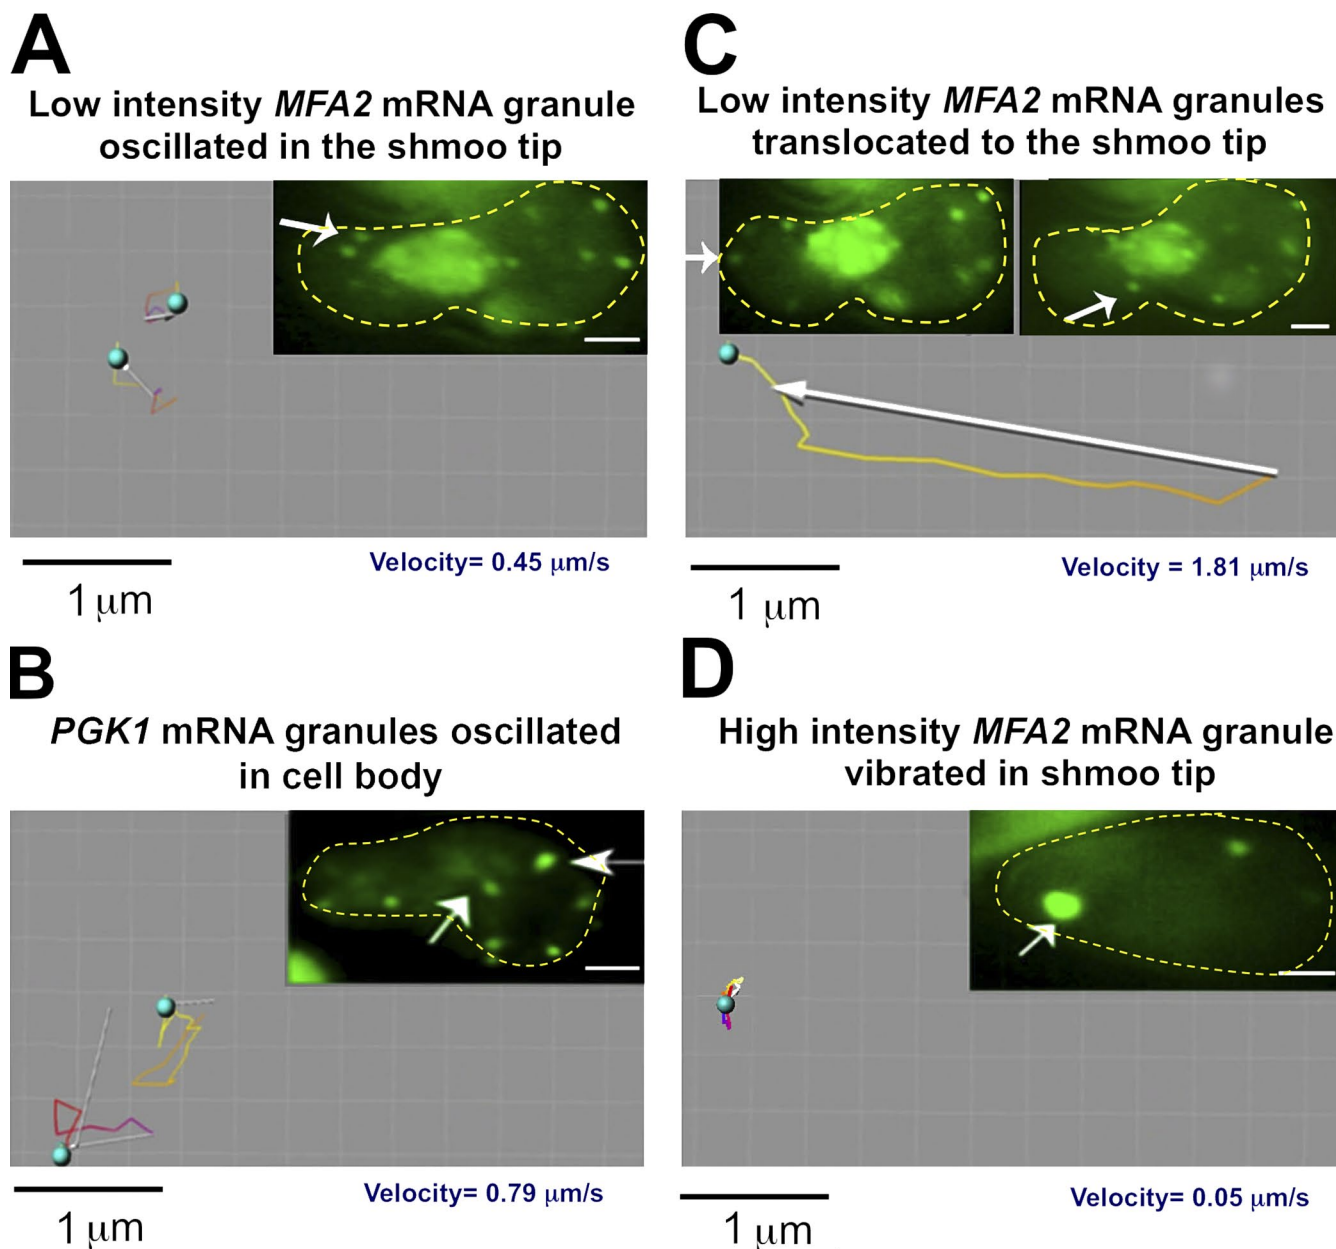 A
Low intensity MFA2 mRNA granule
oscillated in the shmoo tip
Velocity= 0.45 μm/s
1 μm
C
Low intensity MFA2 mRNA granules
translocated to the shmoo tip
Velocity = 1.81 μm/s
1 μm
B
PGK1 mRNA granules oscillated
in cell body
Velocity= 0.79 μm/s
1 μm
D
High intensity MFA2 mRNA granule
vibrated in shmoo tip
Velocity= 0.05 μm/s
1 μm